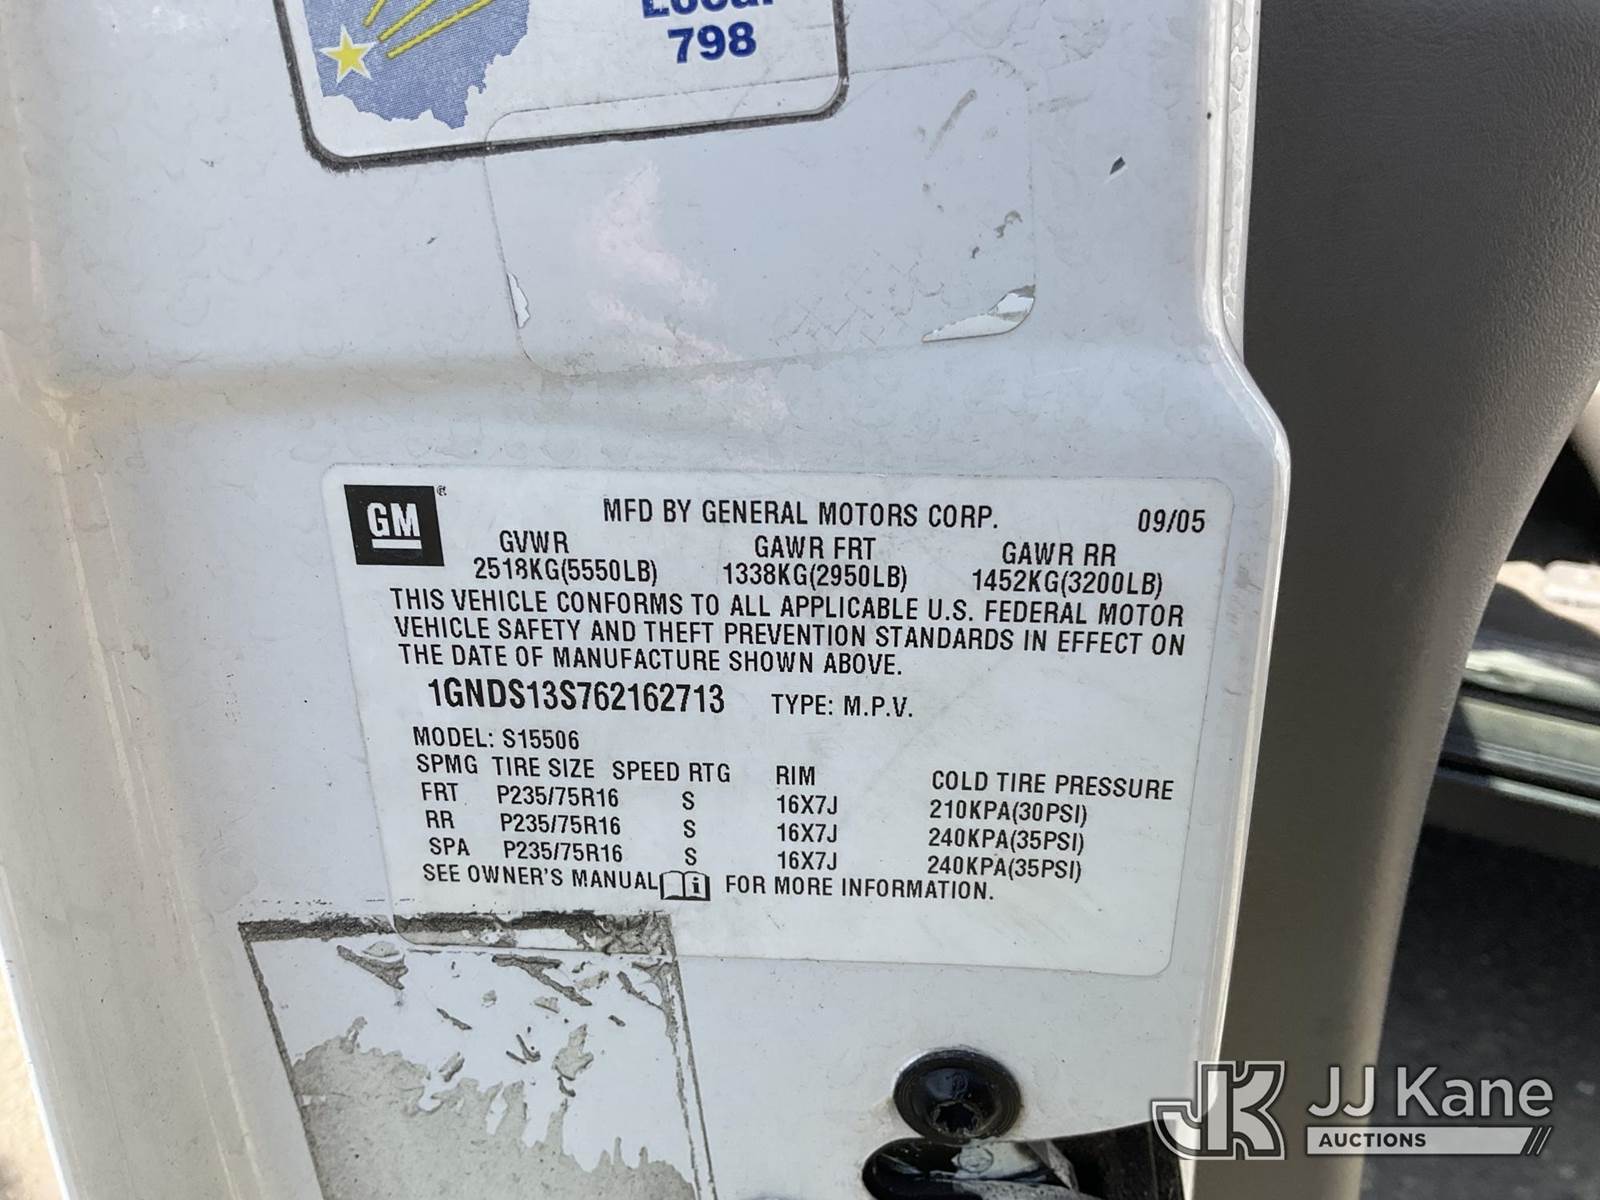 Local
798
GM
MFD BY GENERAL MOTORS CORP. 09/05
GVWR GAWR FRT GAWR RR
2518KG(5550LB) 1338KG(2950LB) 1452KG(3200LB)
THIS VEHICLE CONFORMS TO ALL APPLICABLE U.S. FEDERAL MOTOR
VEHICLE SAFETY AND THEFT PREVENTION STANDARDS IN EFFECT ON
THE DATE OF MANUFACTURE SHOWN ABOVE.
1GNDS13S762162713 TYPE: M.P.V.
MODEL: S15506
SPMG TIRE SIZE SPEED RTG RIM COLD TIRE PRESSURE
FRT P235/75R16 S 16X7J 210KPA(30PSI)
RR P235/75R16 S 16X7J 240KPA(35PSI)
SPA P235/75R16 S 16X7J 240KPA(35PSI)
SEE OWNER'S MANUAL i FOR MORE INFORMATION.
JK JJ Kane
AUCTIONS